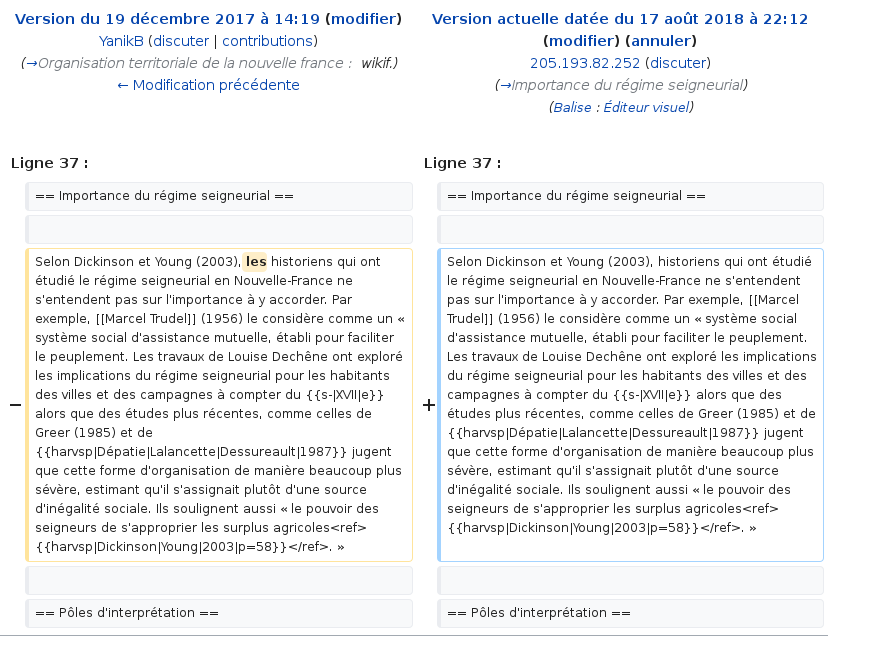 Version du 19 décembre 2017 à 14:19 (modifier)
YanikB (discuter | contributions)
(→Organisation territoriale de la nouvelle france : wikif.)
← Modification précédente
Version actuelle datée du 17 août 2018 à 22:12
(modifier) (annuler)
205.193.82.252 (discuter)
(→Importance du régime seigneurial)
(Balise : Éditeur visuel)
Ligne 37 :
Ligne 37 :
== Importance du régime seigneurial ==
== Importance du régime seigneurial ==
−
Selon Dickinson et Young (2003), les historiens qui ont
étudié le régime seigneurial en Nouvelle-France ne
s'entendent pas sur l'importance à y accorder. Par
exemple, [[Marcel Trudel]] (1956) le considère comme un «
système social d'assistance mutuelle, établi pour faciliter
le peuplement. Les travaux de Louise Dechêne ont exploré
les implications du régime seigneurial pour les habitants
des villes et des campagnes à compter du {{s-|XVII|e}}
alors que des études plus récentes, comme celles de
Greer (1985) et de
{{harvsp|Dépatie|Lalancette|Dessureault|1987}} jugent
que cette forme d'organisation de manière beaucoup plus
sévère, estimant qu'il s'assignait plutôt d'une source
d'inégalité sociale. Ils soulignent aussi « le pouvoir des
seigneurs de s'approprier les surplus agricoles<ref>
{{harvsp|Dickinson|Young|2003|p=58}}</ref>. »
+
Selon Dickinson et Young (2003), historiens qui ont étudié
le régime seigneurial en Nouvelle-France ne s'entendent
pas sur l'importance à y accorder. Par exemple, [[Marcel
Trudel]] (1956) le considère comme un « système social
d'assistance mutuelle, établi pour faciliter le peuplement.
Les travaux de Louise Dechêne ont exploré les implications
du régime seigneurial pour les habitants des villes et des
campagnes à compter du {{s-|XVII|e}} alors que des
études plus récentes, comme celles de Greer (1985) et de
{{harvsp|Dépatie|Lalancette|Dessureault|1987}} jugent
que cette forme d'organisation de manière beaucoup plus
sévère, estimant qu'il s'assignait plutôt d'une source
d'inégalité sociale. Ils soulignent aussi « le pouvoir des
seigneurs de s'approprier les surplus agricoles<ref>
{{harvsp|Dickinson|Young|2003|p=58}}</ref>. »
== Pôles d'interprétation ==
== Pôles d'interprétation ==